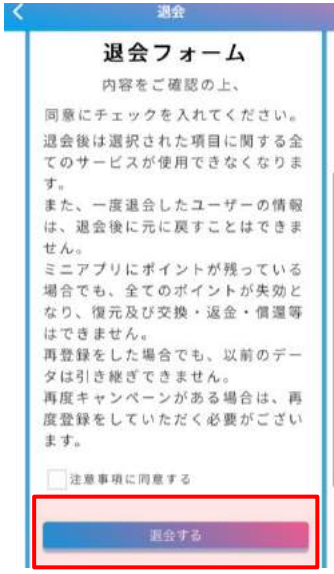 退会
退会フォーム
内容をご確認の上、
同意にチェックを入れてください。
退会後は選択された項目に関する全
てのサービスが使用できなくなりま
す。
また、一度退会したユーザーの情報
は、退会後に元に戻すことはできま
せん。
ミニアプリにポイントが残っている
場合でも、全てのポイントが失効と
なり、復元及び交換・返金・償還等
はできません。
再登録をした場合でも、以前のデー
タは引き継ぎできません。
再度キャンペーンがある場合は、再
度登録をしていただく必要がござい
ます。
注意事項に同意する
退会する